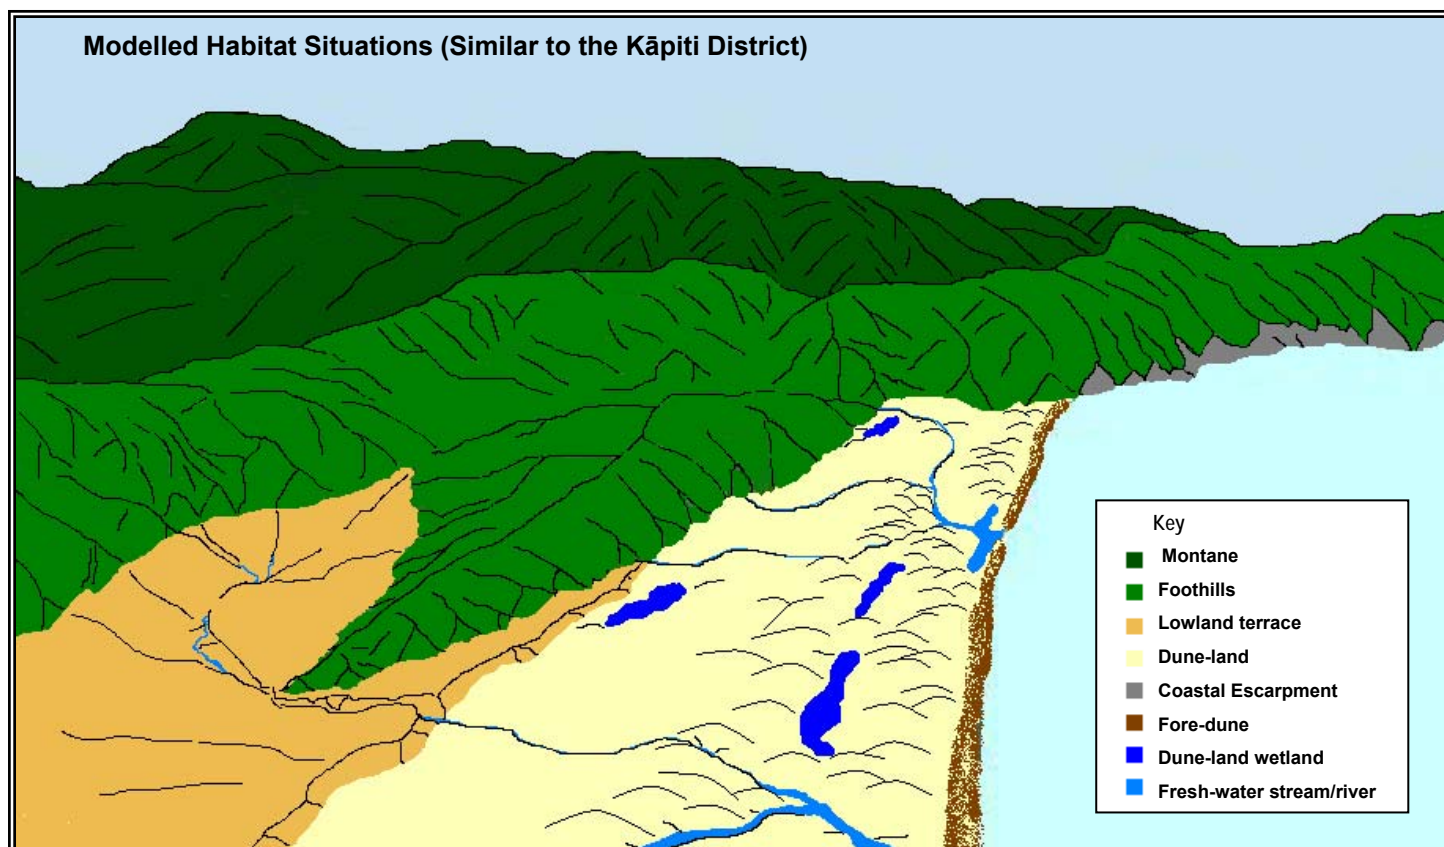 Modelled Habitat Situations (Similar to the Kāpiti District)
Key
Montane
Foothills
Lowland terrace
Dune-land
Coastal Escarpment
Fore-dune
Dune-land wetland
Fresh-water stream/river